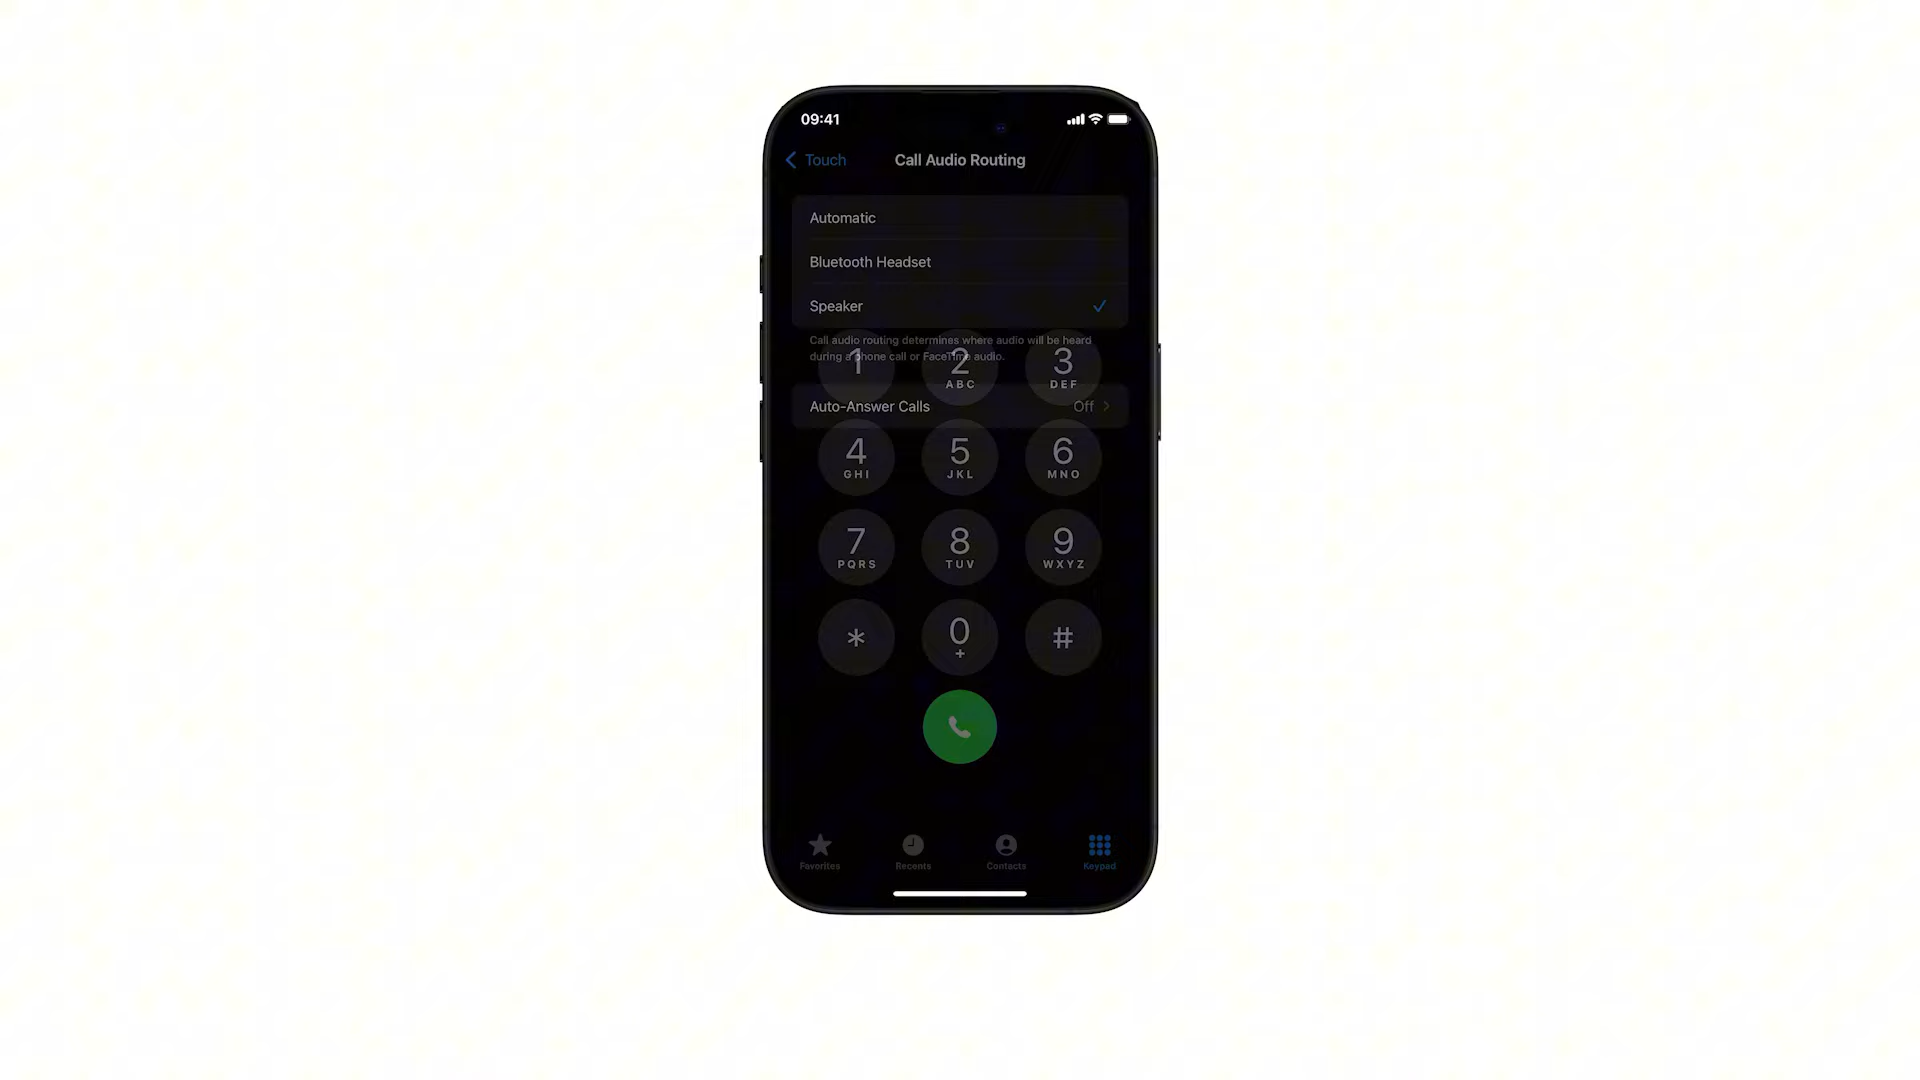 09:41
Touch
Call Audio Routing
Automatic
Bluetooth Headset
Speaker
Call audio routing determines where audio will be heard
during a phone call or FaceTime audio.
1 2 3
ABC DEF
Auto-Answer Calls Off
4 5 6
GHI JKL MNO
7 8 9
PQRS TUV WXYZ
* 0 #
+
Favorites Recents Contacts Keypad